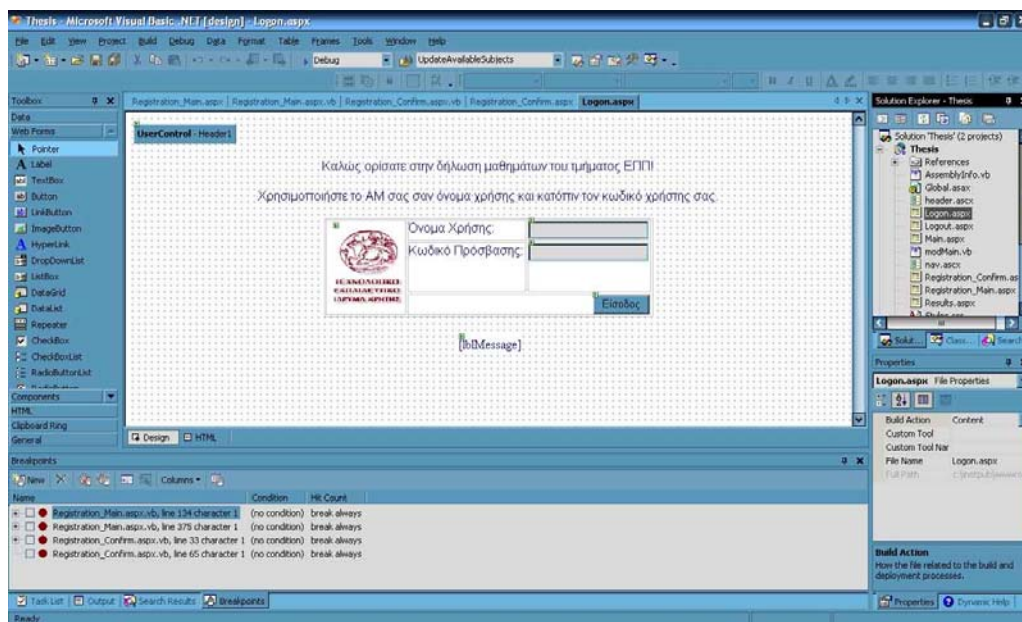 Thesis - Microsoft Visual Basic .NET [design] - Logon.aspx
File Edit View Project Build Debug Data Format Table Frames Tools Window Help
Debug UpdateAvailableSubjects
Toolbox
Data
Web Forms
Pointer
Label
TextBox
Button
LinkButton
ImageButton
HyperLink
DropDownList
ListBox
DataGrid
DataList
Repeater
CheckBox
CheckBoxList
RadioButtonList
Components
HTML
Clipboard Ring
General
Registration_Main.aspx Registration_Main.aspx.vb Registration_Confirm.aspx.vb Registration_Confirm.aspx Logon.aspx
UserControl - Header1
Καλώς ορίσατε στην δήλωση μαθημάτων του τμήματος ΕΠΠ!
Χρησιμοποιήστε το ΑΜ σας σαν όνομα χρήσης και κατόπιν τον κωδικό χρήστης σας.
Όνομα Χρήσης:
Κωδικό Πρόσβασης:
ΤΕΧΝΟΛΟΓΙΚΟ
ΕΚΠΑΙΔΕΥΤΙΚΟ
ΙΔΡΥΜΑ ΚΡΗΤΗΣ
Είσοδος
[lblMessage]
Design HTML
Solution Explorer - Thesis
Solution 'Thesis' (2 projects)
Thesis
References
AssemblyInfo.vb
Global.asax
header.ascx
Logon.aspx
Logout.aspx
Main.aspx
modMain.vb
nav.ascx
Registration_Confirm.as
Registration_Main.aspx
Results.aspx
Solut... Class... Search
Properties
Logon.aspx File Properties
Build Action Content
Custom Tool
Custom Tool Nar
File Name Logon.aspx
Full Path
Build Action
How the file related to the build and
deployment processes.
Properties Dynamic Help
Breakpoints
New Columns
Name Condition Hit Count
Registration_Main.aspx.vb, line 134 character 1 (no condition) break always
Registration_Main.aspx.vb, line 375 character 1 (no condition) break always
Registration_Confirm.aspx.vb, line 33 character 1 (no condition) break always
Registration_Confirm.aspx.vb, line 65 character 1 (no condition) break always
Task List Output Search Results Breakpoints
Ready